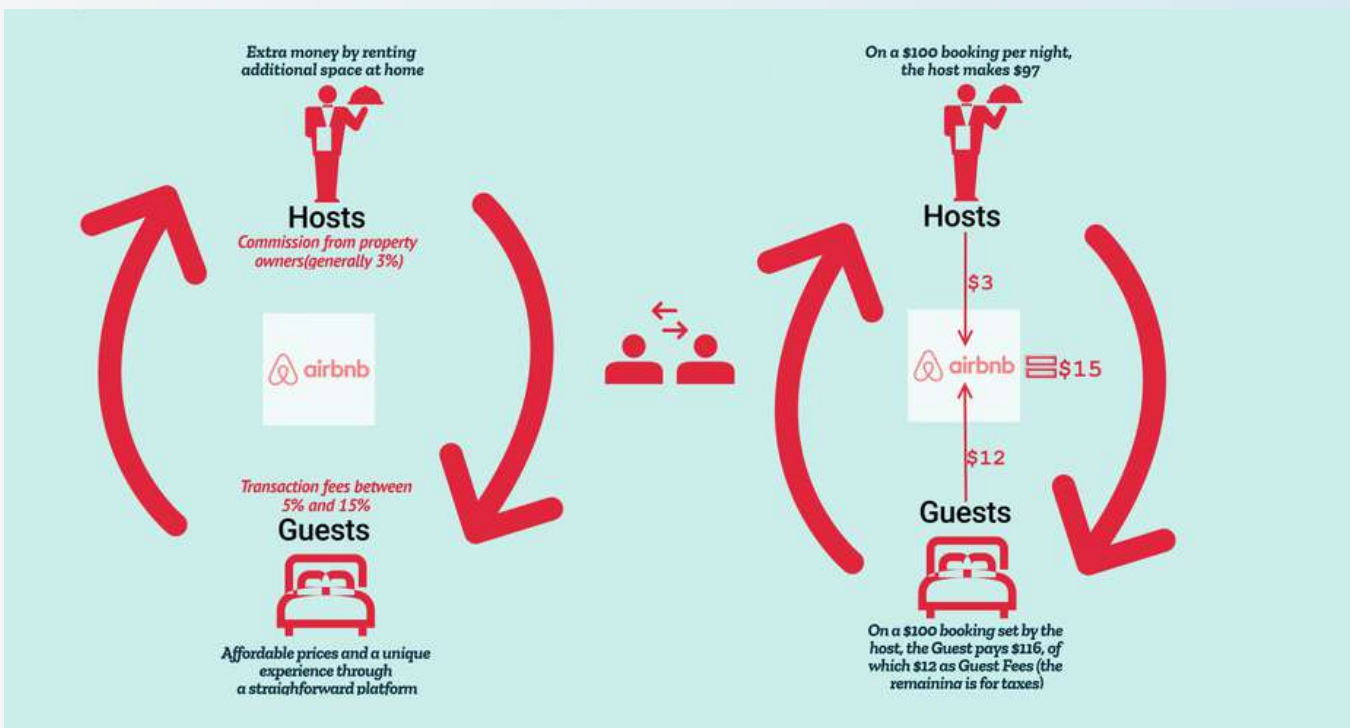 Extra money by renting
additional space at home
Hosts
Commission from property
owners(generally 3%)
airbnb
Transaction fees between
5% and 15%
Guests
Affordable prices and a unique
experience through
a straighforward platform
On a $100 booking per night,
the host makes $97
Hosts
$3
airbnb
$15
$12
Guests
On a $100 booking set by the
host, the Guest pays $116, of
which $12 as Guest Fees (the
remaining is for taxes)